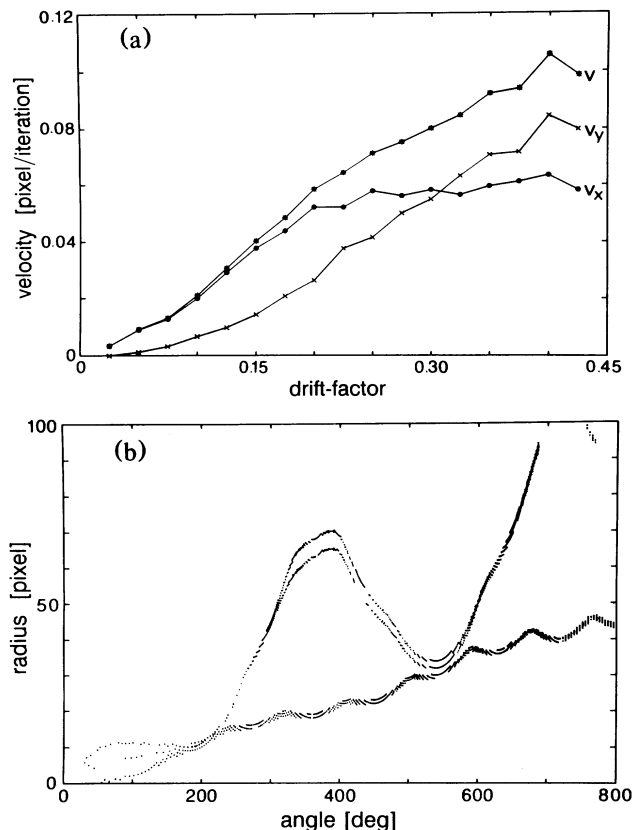 (a)
0.12
0.08
0.04
0
velocity [pixel/iteration]
v
vy
vx
0.15
0.30
0.45
drift-factor
(b)
100
50
0
radius [pixel]
0
200
400
600
800
angle [deg]